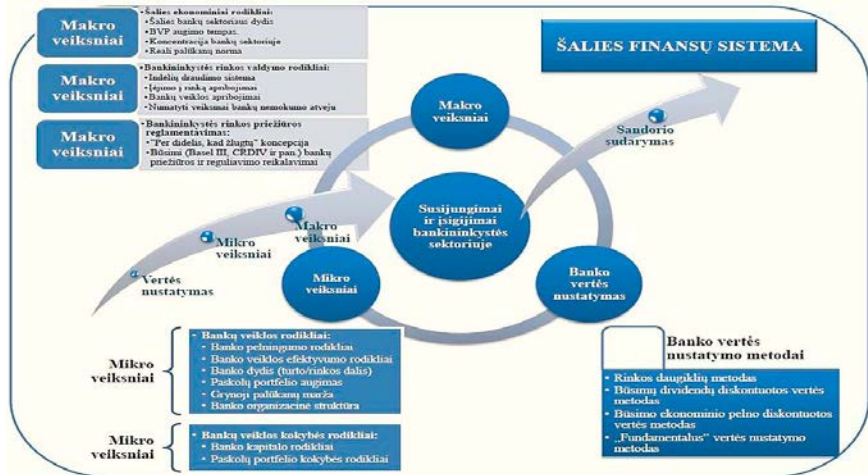 Makro
veiksniai
• Šalies ekonominiai rodikliai:
• Šalies bankų sektoriaus dydis
• BVP augimo tempas.
• Koncentracija bankų sektoriuje
• Reali palūkanų norma
Makro
veiksniai
• Bankininkystės rinkos valdymo rodikliai:
• Indėlių draudimo sistema
• Įėjimo į rinką apribojimai
• Bankų veiklos apribojimai
• Numatyti veiksmai bankų nemokumo atveju
Makro
veiksniai
• Bankininkystės rinkos priežiūros
reglamentavimas:
• "Per didelis, kad žlugtų" koncepcija
• Būsimi (Basel III, CRDIV ir pan.) bankų
priežiūros ir reguliavimo reikalavimai
ŠALIES FINANSŲ SISTEMA
Makro
veiksniai
Sandorio
sudarymas
Susijungimai
ir įsigijimai
bankininkystės
sektoriuje
Makro
veiksniai
Mikro
veiksniai
Vertės
nustatymas
Mikro
veiksniai
Banko
vertės
nustatymas
Mikro
veiksniai
• Bankų veiklos rodikliai:
• Banko pelningumo rodikliai
• Banko veiklos efektyvumo rodikliai
• Banko dydis (turto/rinkos dalis)
• Paskolų portfelio augimas
• Grynoji palūkanų marža
• Banko organizacinė struktūra
Mikro
veiksniai
• Bankų veiklos kokybės rodikliai:
• Banko kapitalo rodikliai
• Paskolų portfelio kokybės rodikliai
Banko vertės
nustatymo metodai
• Rinkos daugiklių metodas
• Būsimų dividendų diskontuotos vertės
metodas
• Būsimo ekonominio pelno diskontuotos
vertės metodas
• „Fundamentalus" vertės nustatymo
metodas